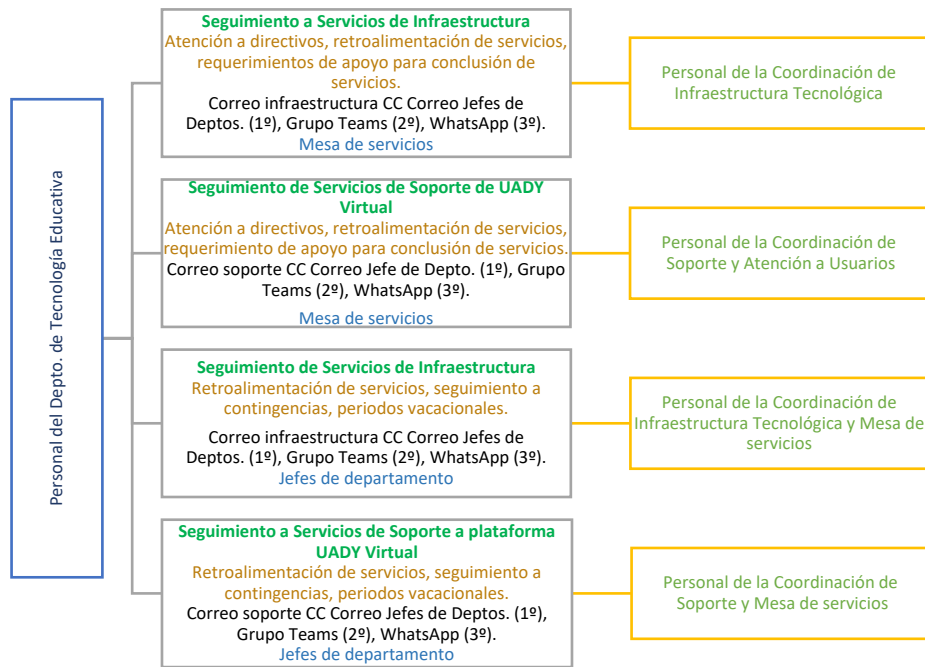 Personal del Depto. de Tecnología Educativa
Seguimiento a Servicios de Infraestructura
Atención a directivos, retroalimentación de servicios,
requerimientos de apoyo para conclusión de
servicios.
Correo infraestructura CC Correo Jefes de
Deptos. (1º), Grupo Teams (2º), WhatsApp (3º).
Mesa de servicios
Personal de la Coordinación de
Infraestructura Tecnológica
Seguimiento de Servicios de Soporte de UADY
Virtual
Atención a directivos, retroalimentación de servicios,
requerimiento de apoyo para conclusión de servicios.
Correo soporte CC Correo Jefe de Depto. (1º), Grupo
Teams (2º), WhatsApp (3º).
Mesa de servicios
Personal de la Coordinación de
Soporte y Atención a Usuarios
Seguimiento de Servicios de Infraestructura
Retroalimentación de servicios, seguimiento a
contingencias, periodos vacacionales.
Correo infraestructura CC Correo Jefes de
Deptos. (1º), Grupo Teams (2º), WhatsApp (3º).
Jefes de departamento
Personal de la Coordinación de
Infraestructura Tecnológica y Mesa de
servicios
Seguimiento a Servicios de Soporte a plataforma
UADY Virtual
Retroalimentación de servicios, seguimiento a
contingencias, periodos vacacionales.
Correo soporte CC Correo Jefes de Deptos. (1º),
Grupo Teams (2º), WhatsApp (3º).
Jefes de departamento
Personal de la Coordinación de
Soporte y Mesa de servicios